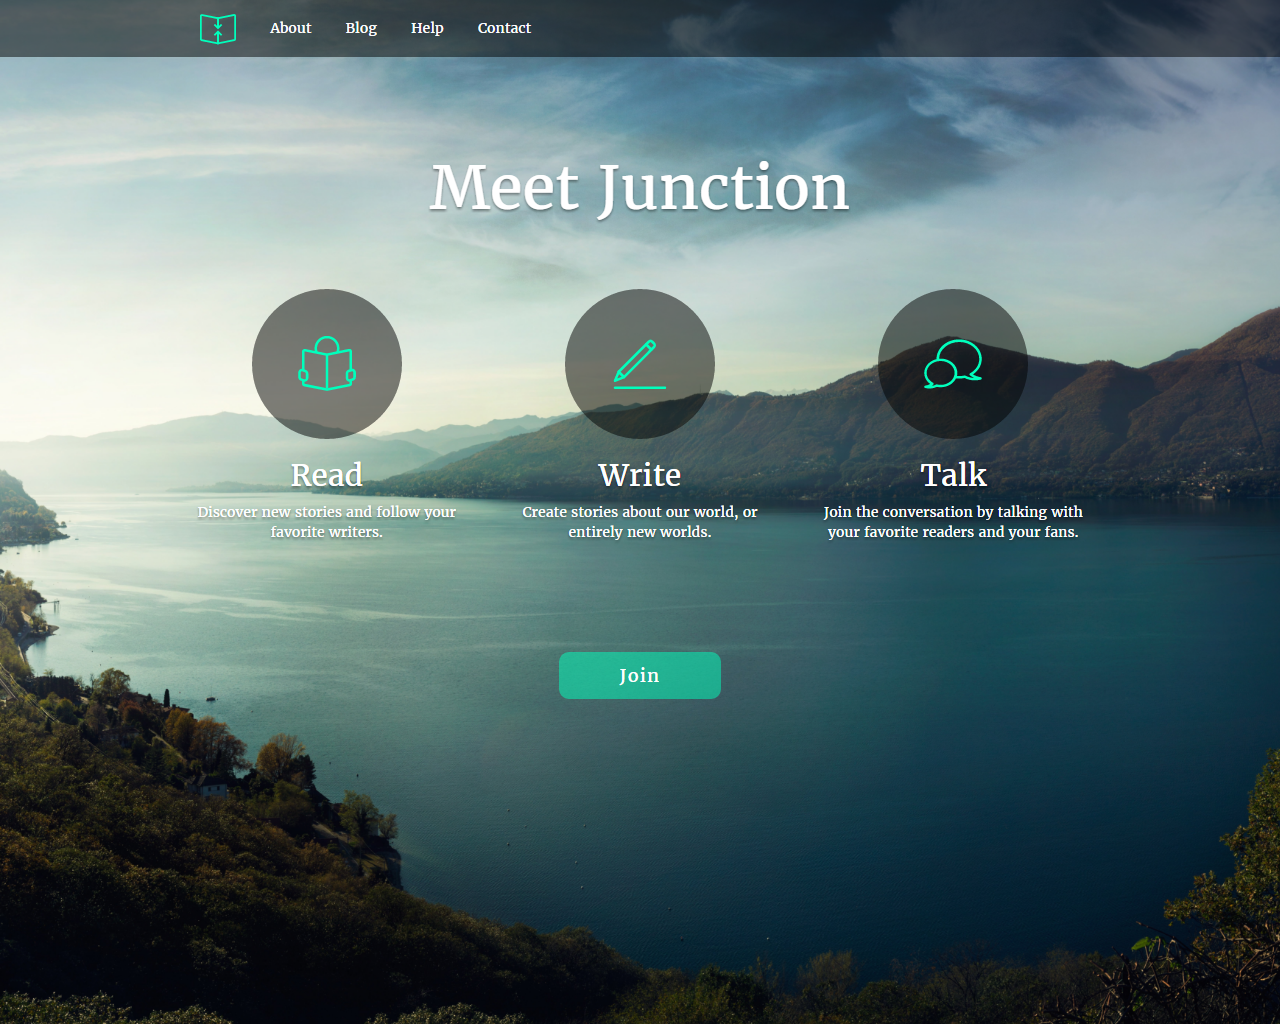 About Blog Help Contact
Meet Junction
Read
Discover new stories and follow your
favorite writers.
Write
Create stories about our world, or
entirely new worlds.
Talk
Join the conversation by talking with
your favorite readers and your fans.
Join